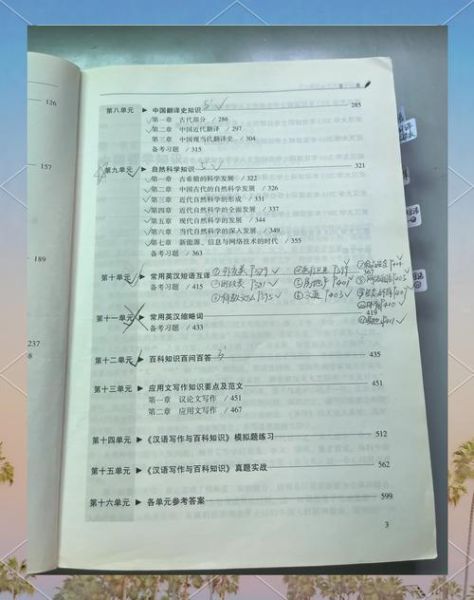 126
157
189
237
8
第八单元 ▶ 中国翻译史知识 285
第一章 古代部分 / 286
第二章 中国近代翻译 / 297
第三章 中国现当代翻译史 / 304
备考习题 / 315
第九单元 ▶ 自然科学知识 321
第一章 古希腊的科学发展 / 322
第二章 中国古代的自然科学发展 / 326
第三章 近代自然科学的形成 / 331
第四章 近代自然科学的全面发展 / 337
第五章 现代自然科学的发展 / 344
第六章 当代自然科学的深入发展 / 349
第七章 新能源、信息与网络技术的时代 / 355
备考习题 / 363
第十单元 ▶ 常用英汉短语互译 367
备考习题 / 415
第十一单元 ▶ 常用英汉缩略词 419
备考习题 / 433
第十二单元 ▶ 百科知识百问百答 435
第十三单元 ▶ 应用文写作知识要点及范文 451
第一章 议论文写作 / 451
第二章 应用文写作 / 467
第十四单元 ▶ 《汉语写作与百科知识》模拟题练习 512
第十五单元 ▶ 《汉语写作与百科知识》真题实战 562
第十六单元 ▶ 各单元参考答案 599
3